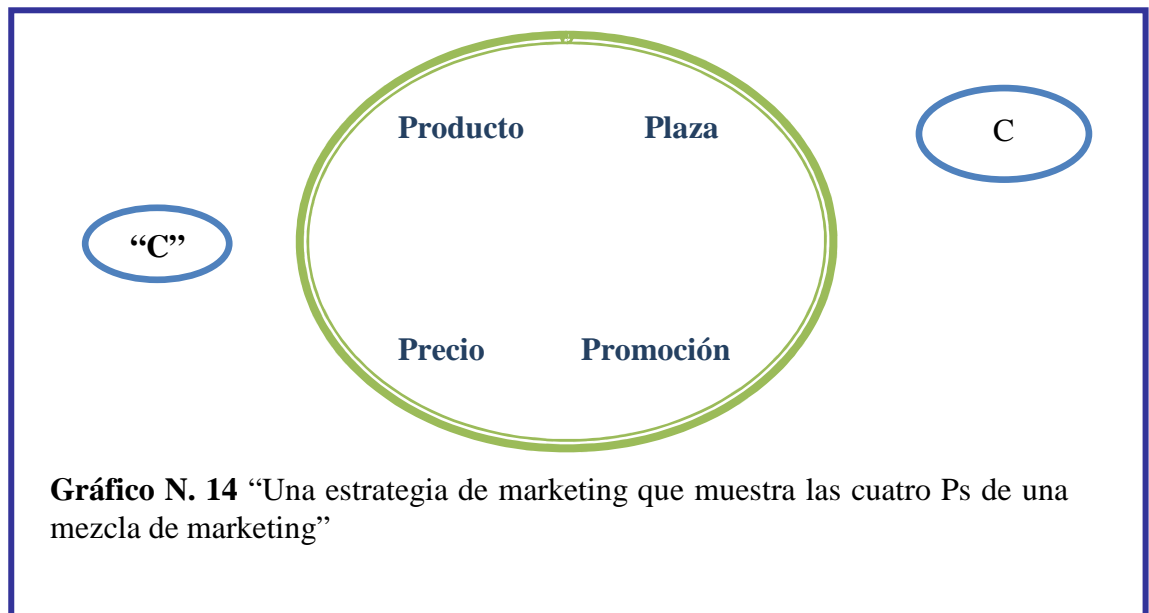 Producto Plaza
C
“C”
Precio Promoción
Gráfico N. 14 “Una estrategia de marketing que muestra las cuatro Ps de una
mezcla de marketing”